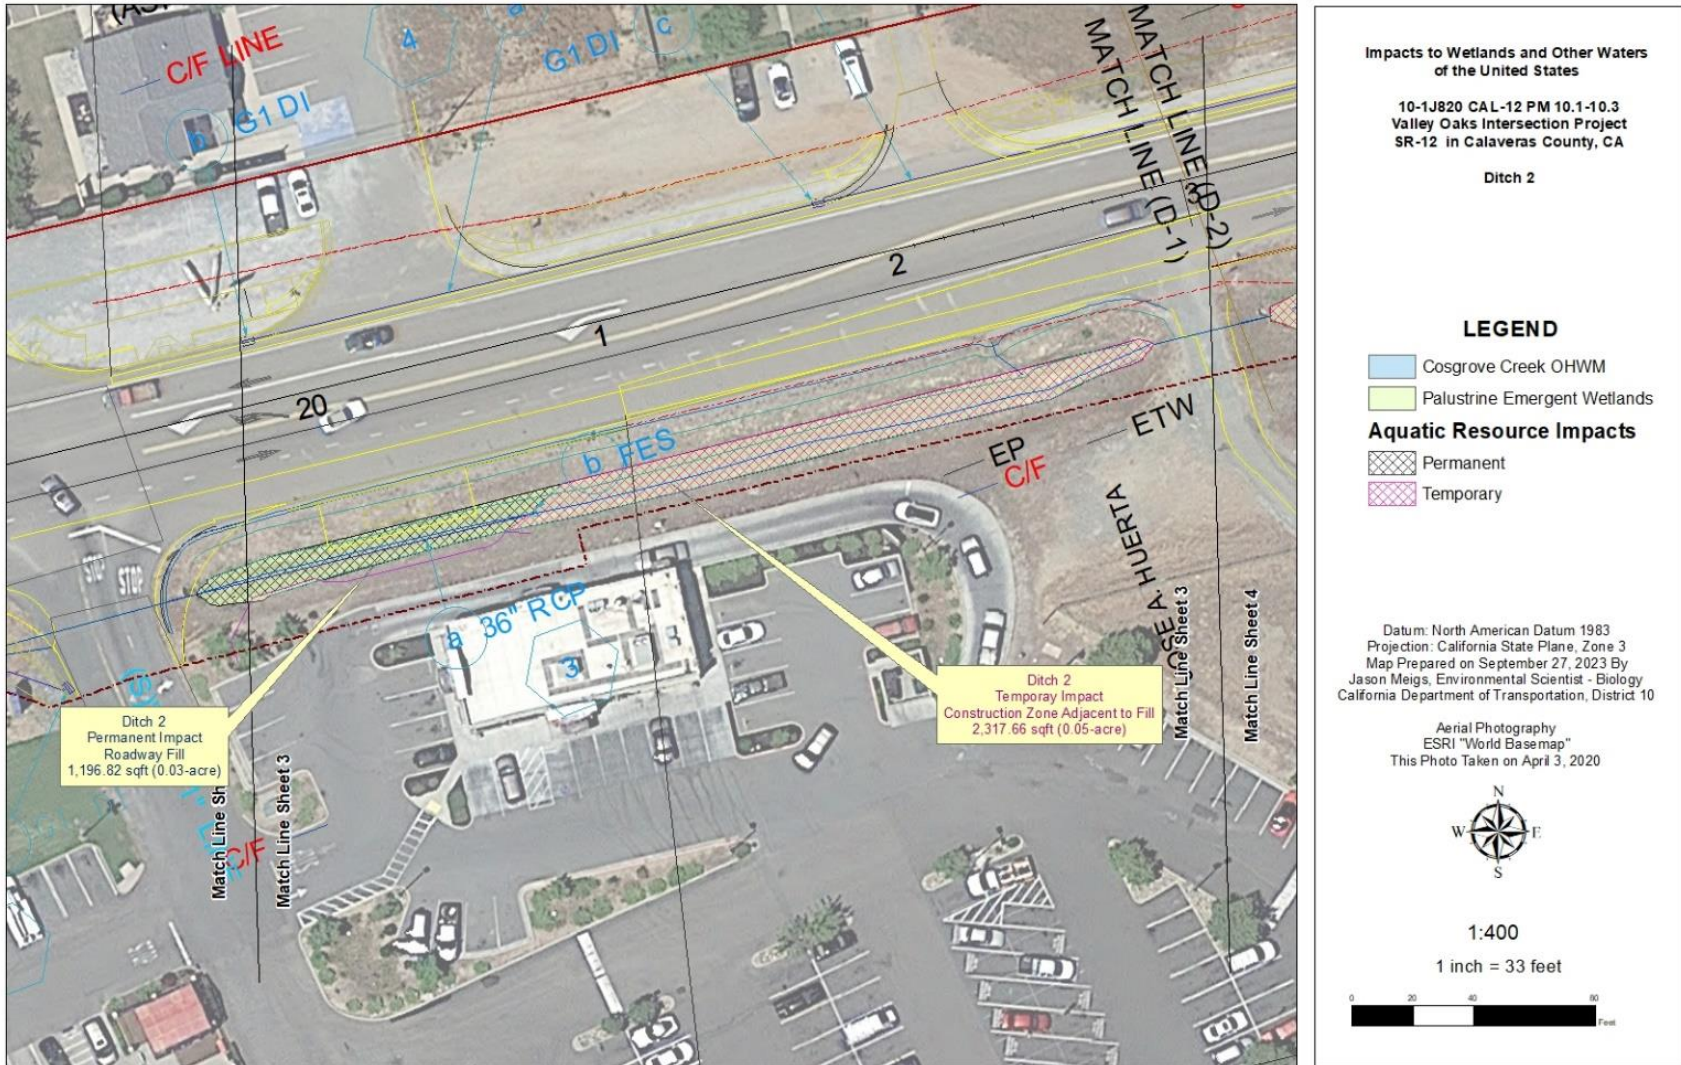 C/F LINE
b
G1 DI
4
a
G1 DI
c
MATCH LINE (D-1)
MATCH LINE (D-2)
3
2
1
20
STOP
b FES
EP
C/F
ETW
a 36" RCP
3
JOSE A. HUERTA
Match Line Sheet 3
Match Line Sheet 4
Ditch 2
Permanent Impact
Roadway Fill
1,196.82 sqft (0.03-acre)
Ditch 2
Temporay Impact
Construction Zone Adjacent to Fill
2,317.66 sqft (0.05-acre)
C/F
Match Line Sh
Match Line Sheet 3
Impacts to Wetlands and Other Waters
of the United States
10-1J820 CAL-12 PM 10.1-10.3
Valley Oaks Intersection Project
SR-12 in Calaveras County, CA
Ditch 2
LEGEND
Cosgrove Creek OHWM
Palustrine Emergent Wetlands
Aquatic Resource Impacts
Permanent
Temporary
Datum: North American Datum 1983
Projection: California State Plane, Zone 3
Map Prepared on September 27, 2023 By
Jason Meigs, Environmental Scientist - Biology
California Department of Transportation, District 10
Aerial Photography
ESRI "World Basemap"
This Photo Taken on April 3, 2020
N
W E
S
1:400
1 inch = 33 feet
0 20 40 80
Feet